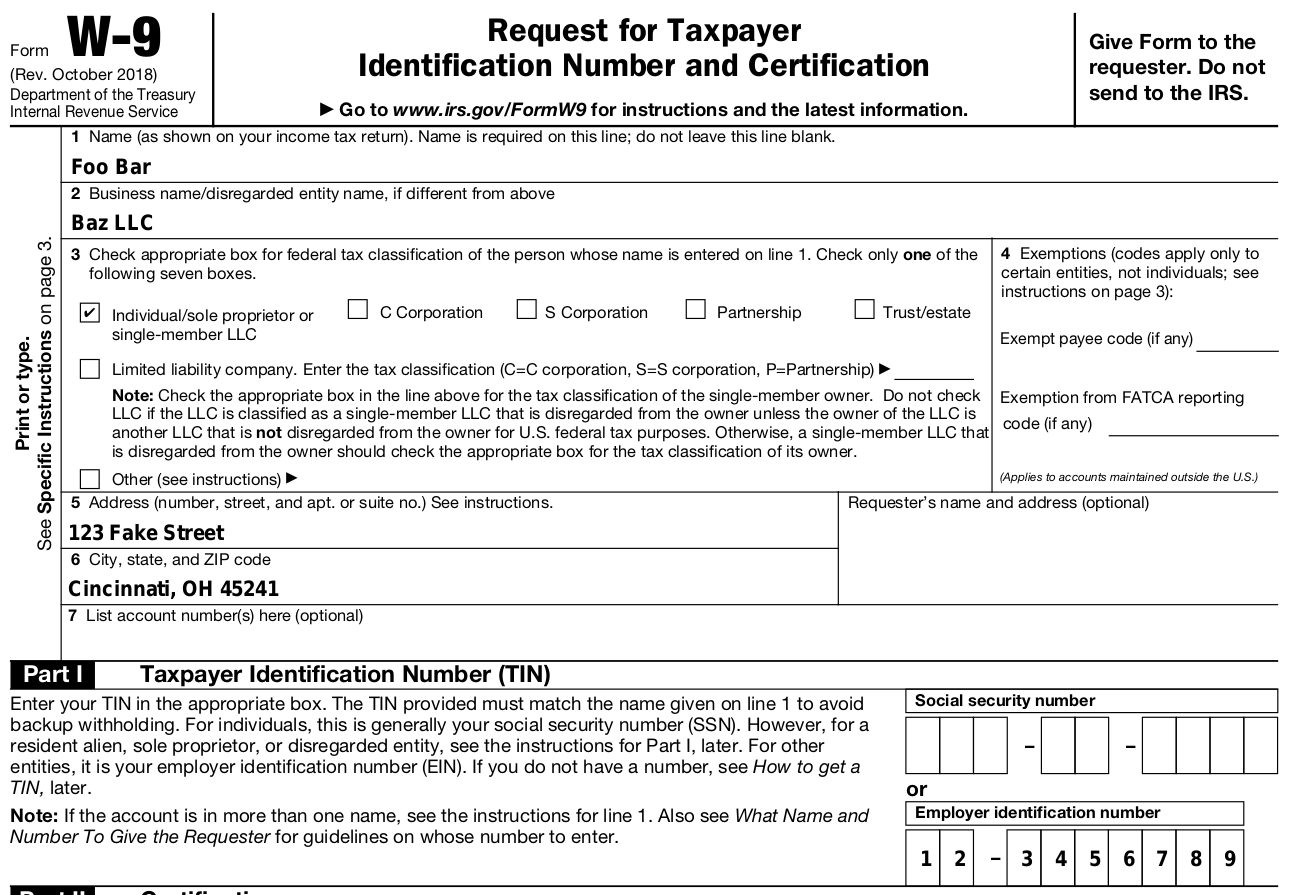 Form W-9
(Rev. October 2018)
Department of the Treasury
Internal Revenue Service
Request for Taxpayer
Identification Number and Certification
▶ Go to www.irs.gov/FormW9 for instructions and the latest information.
Give Form to the
requester. Do not
send to the IRS.
Print or type.
See Specific Instructions on page 3.
1 Name (as shown on your income tax return). Name is required on this line; do not leave this line blank.
Foo Bar
2 Business name/disregarded entity name, if different from above
Baz LLC
3 Check appropriate box for federal tax classification of the person whose name is entered on line 1. Check only one of the
following seven boxes.
✔ Individual/sole proprietor or
single-member LLC
C Corporation
S Corporation
Partnership
Trust/estate
Limited liability company. Enter the tax classification (C=C corporation, S=S corporation, P=Partnership) ▶
Note: Check the appropriate box in the line above for the tax classification of the single-member owner. Do not check
LLC if the LLC is classified as a single-member LLC that is disregarded from the owner unless the owner of the LLC is
another LLC that is not disregarded from the owner for U.S. federal tax purposes. Otherwise, a single-member LLC that
is disregarded from the owner should check the appropriate box for the tax classification of its owner.
Other (see instructions) ▶
4 Exemptions (codes apply only to
certain entities, not individuals; see
instructions on page 3):
Exempt payee code (if any)
Exemption from FATCA reporting
code (if any)
(Applies to accounts maintained outside the U.S.)
5 Address (number, street, and apt. or suite no.) See instructions.
123 Fake Street
Requester's name and address (optional)
6 City, state, and ZIP code
Cincinnati, OH 45241
7 List account number(s) here (optional)
Part I Taxpayer Identification Number (TIN)
Enter your TIN in the appropriate box. The TIN provided must match the name given on line 1 to avoid
backup withholding. For individuals, this is generally your social security number (SSN). However, for a
resident alien, sole proprietor, or disregarded entity, see the instructions for Part I, later. For other
entities, it is your employer identification number (EIN). If you do not have a number, see How to get a
TIN, later.
Note: If the account is in more than one name, see the instructions for line 1. Also see What Name and
Number To Give the Requester for guidelines on whose number to enter.
Social security number
– –
or
Employer identification number
1 2 – 3 4 5 6 7 8 9